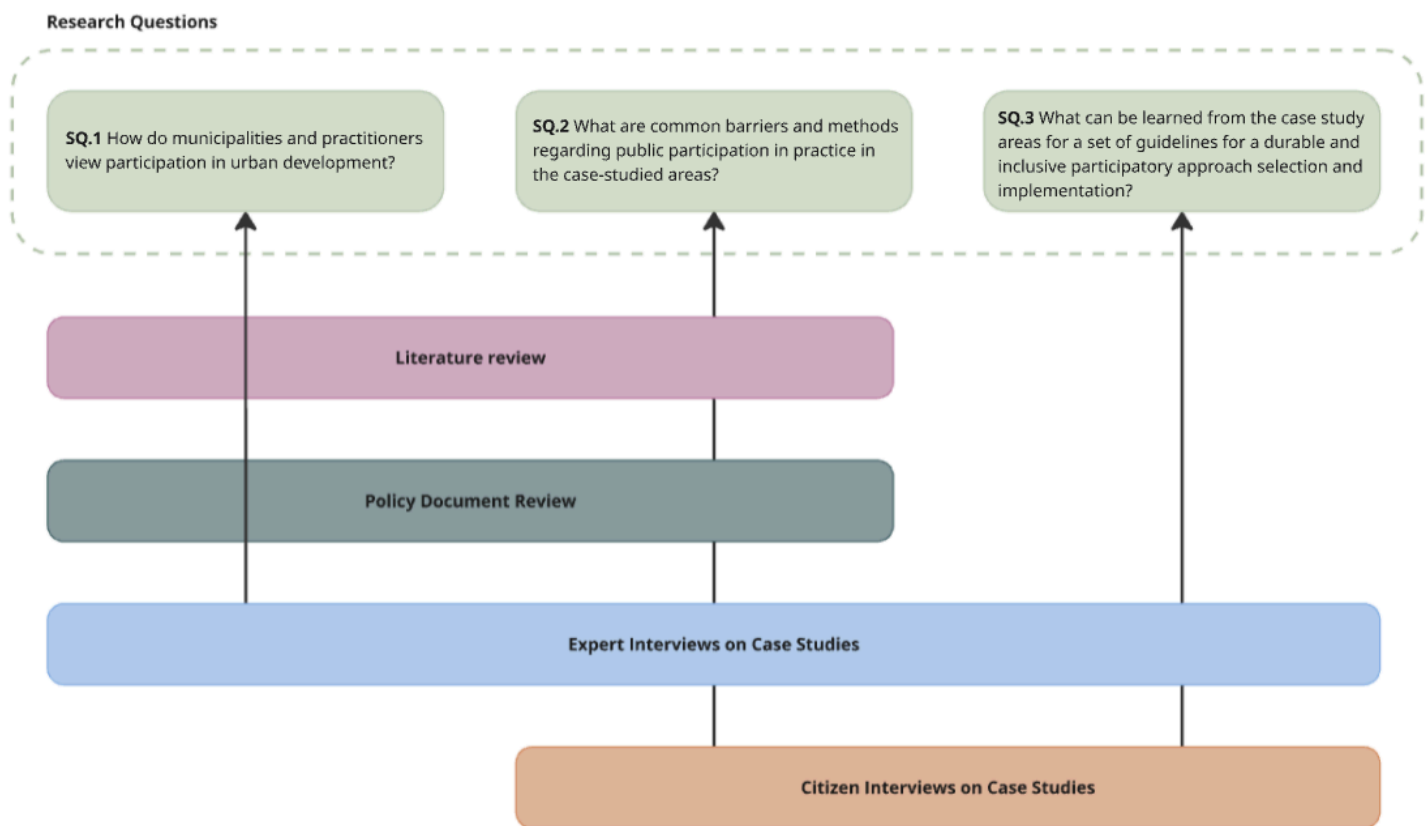 Research Questions
SQ.1 How do municipalities and practitioners
view participation in urban development?
SQ.2 What are common barriers and methods
regarding public participation in practice in
the case-studied areas?
SQ.3 What can be learned from the case study
areas for a set of guidelines for a durable and
inclusive participatory approach selection and
implementation?
Literature review
Policy Document Review
Expert Interviews on Case Studies
Citizen Interviews on Case Studies